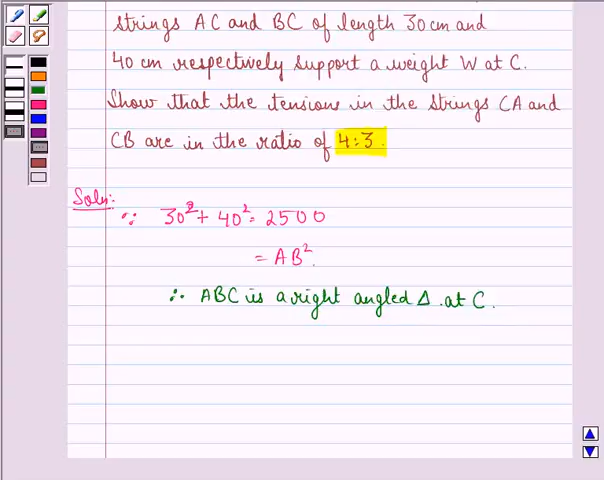 Strings AC and BC of length 30 cm and
40 cm respectively support a weight W at C.
Show that the tensions in the strings CA and
CB are in the ratio of 4:3.
Soln:
∵ 30² + 40² = 2500
= AB².
∴ ABC is a right angled Δ. at C.